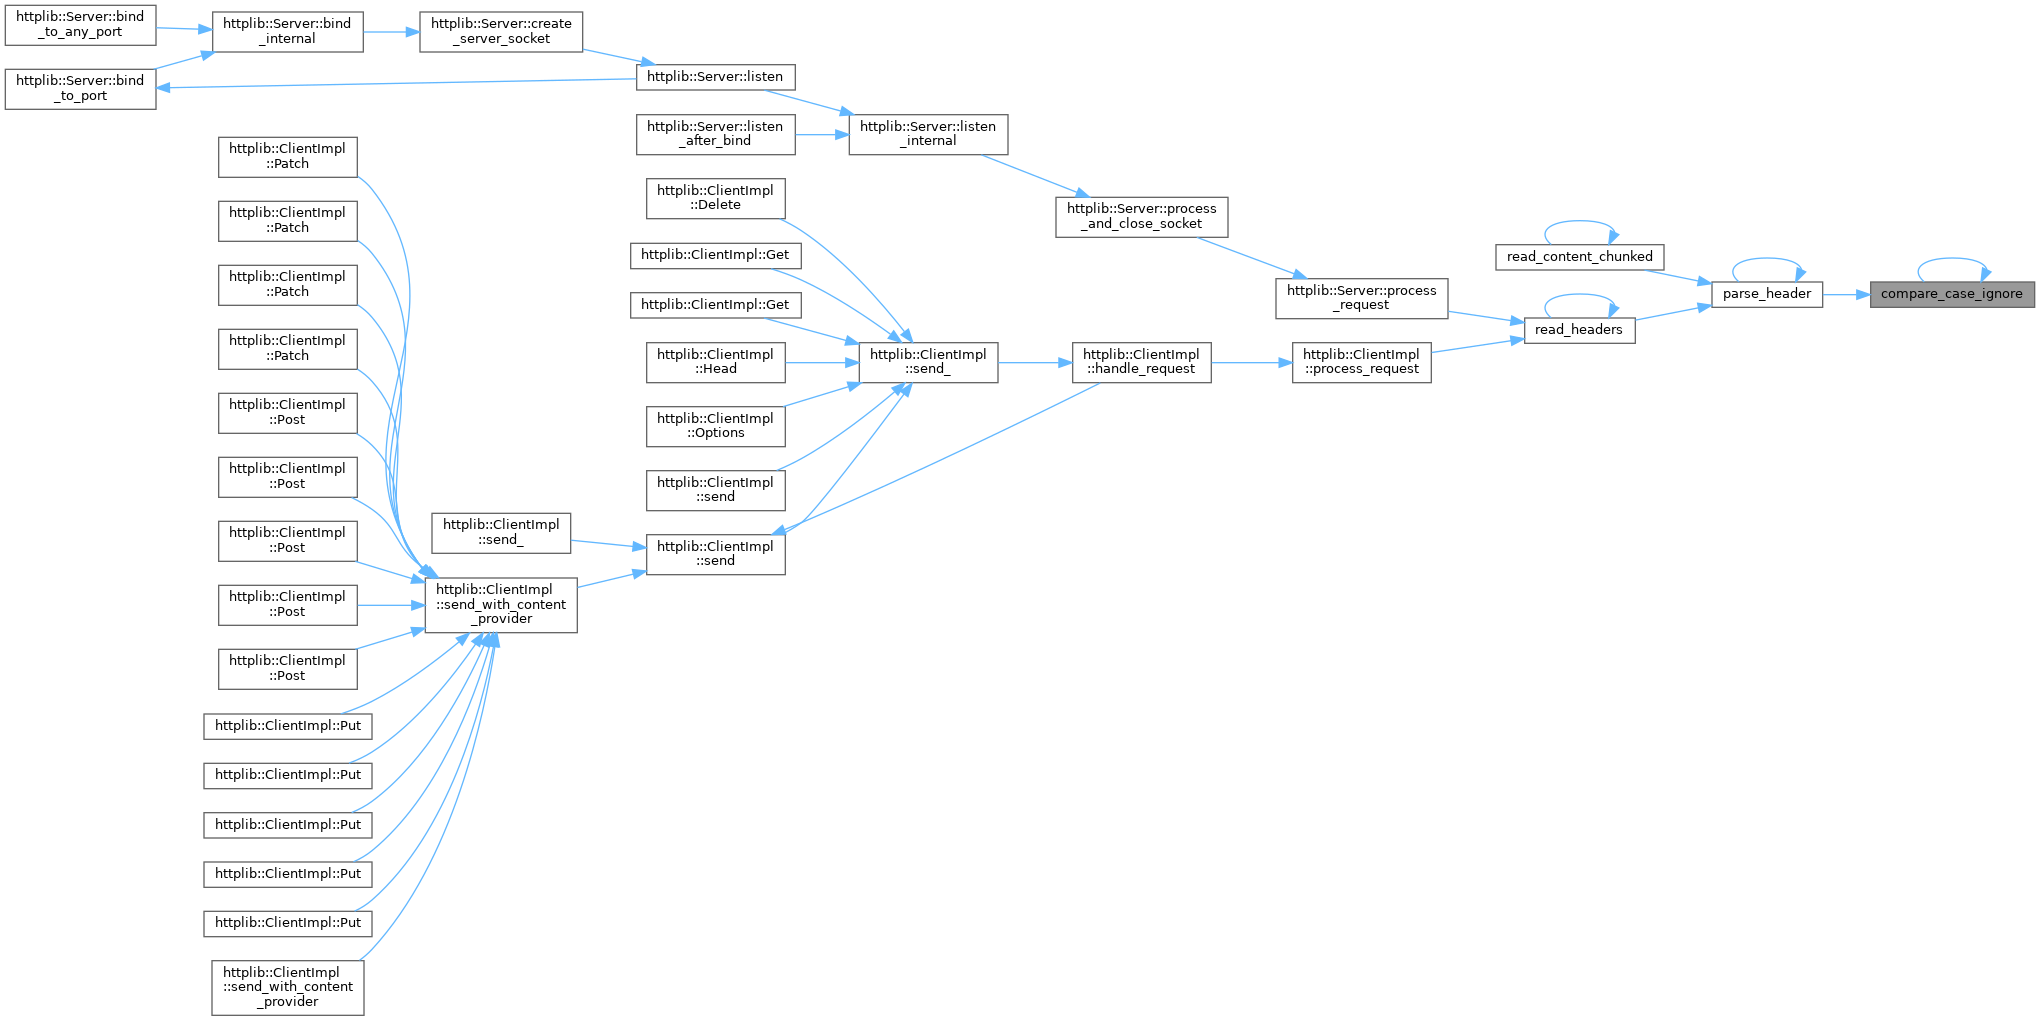 httplib::Server::bind
_to_any_port
httplib::Server::bind
_to_port
httplib::Server::bind
_internal
httplib::Server::create
_server_socket
httplib::Server::listen
httplib::Server::listen
_after_bind
httplib::Server::listen
_internal
httplib::Server::process
_and_close_socket
httplib::Server::process
_request
read_content_chunked
read_headers
parse_header
compare_case_ignore
httplib::ClientImpl
::process_request
httplib::ClientImpl
::handle_request
httplib::ClientImpl
::send_
httplib::ClientImpl
::Delete
httplib::ClientImpl::Get
httplib::ClientImpl::Get
httplib::ClientImpl
::Head
httplib::ClientImpl
::Options
httplib::ClientImpl
::send
httplib::ClientImpl
::send
httplib::ClientImpl
::send_
httplib::ClientImpl
::send_with_content
_provider
httplib::ClientImpl
::Patch
httplib::ClientImpl
::Patch
httplib::ClientImpl
::Patch
httplib::ClientImpl
::Patch
httplib::ClientImpl
::Post
httplib::ClientImpl
::Post
httplib::ClientImpl
::Post
httplib::ClientImpl
::Post
httplib::ClientImpl
::Post
httplib::ClientImpl::Put
httplib::ClientImpl::Put
httplib::ClientImpl::Put
httplib::ClientImpl::Put
httplib::ClientImpl::Put
httplib::ClientImpl
::send_with_content
_provider